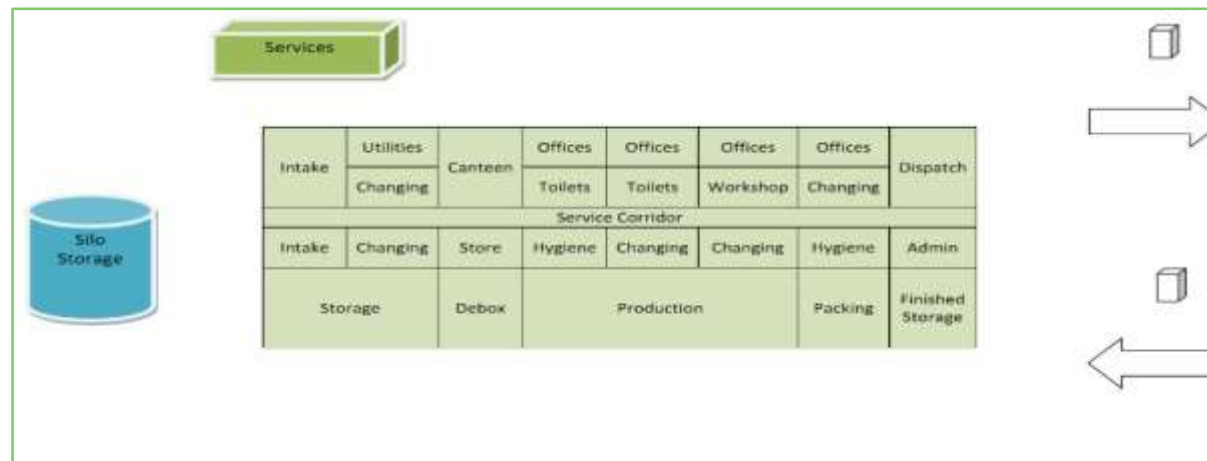 Services
Intake
Utilities
Canteen
Offices
Offices
Offices
Offices
Dispatch
Changing
Toilets
Toilets
Workshop
Changing
Service Corridor
Silo
Storage
Intake
Changing
Store
Hygiene
Changing
Changing
Hygiene
Admin
Storage
Debox
Production
Packing
Finished
Storage